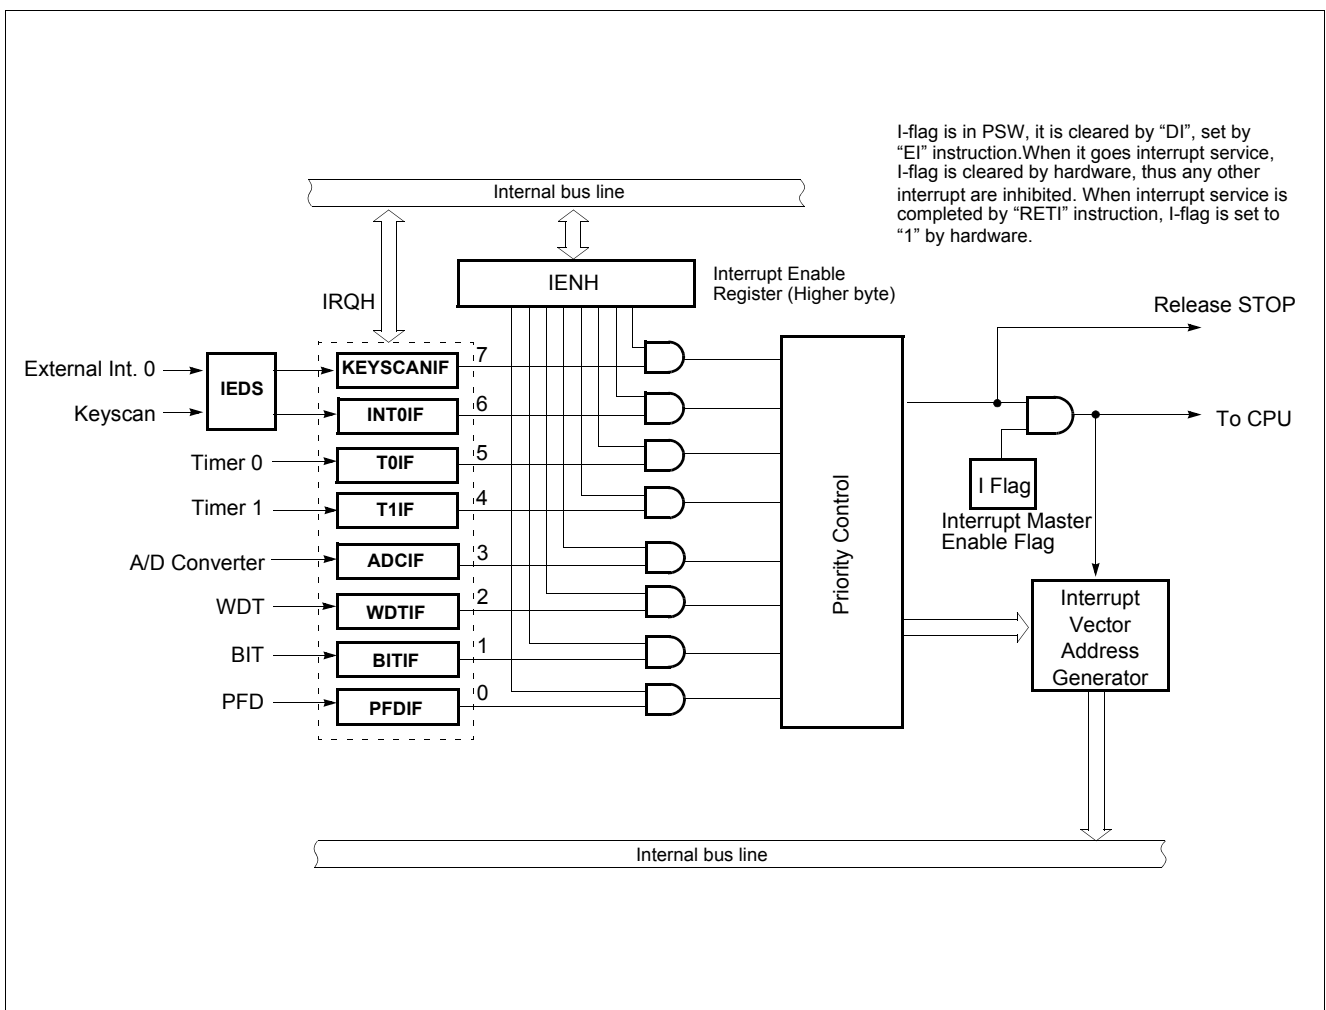 I-flag is in PSW, it is cleared by “DI”, set by
“EI” instruction.When it goes interrupt service,
I-flag is cleared by hardware, thus any other
interrupt are inhibited. When interrupt service is
completed by “RETI” instruction, I-flag is set to
“1” by hardware.
Internal bus line
IENH
Interrupt Enable
Register (Higher byte)
IRQH
Release STOP
External Int. 0
Keyscan
IEDS
KEYSCANIF
7
INT0IF
6
Timer 0
T0IF
5
Timer 1
T1IF
4
A/D Converter
ADCIF
3
WDT
WDTIF
2
BIT
BITIF
1
PFD
PFDIF
0
Priority Control
To CPU
I Flag
Interrupt Master
Enable Flag
Interrupt
Vector
Address
Generator
Internal bus line